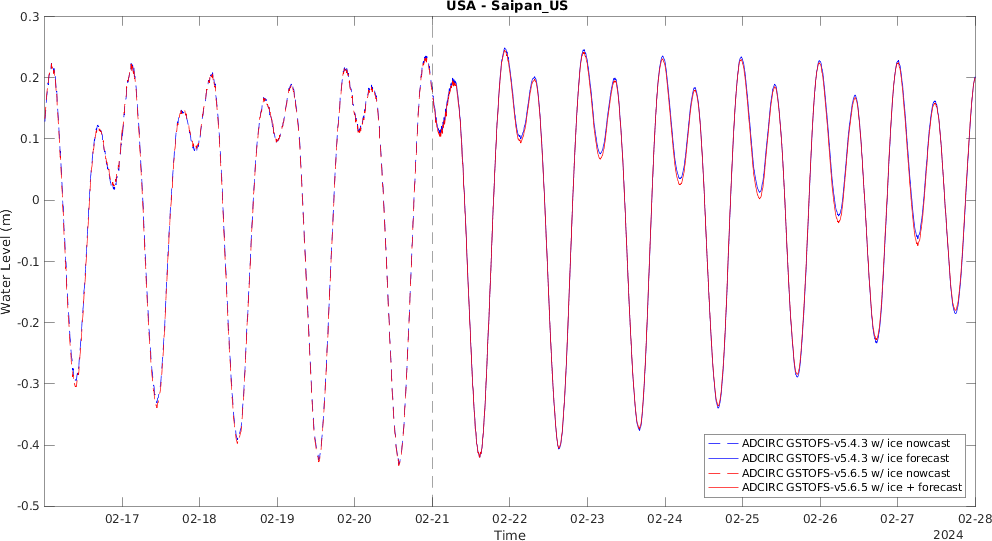 USA - Saipan_US
Water Level (m)
0.3
0.2
0.1
0
-0.1
-0.2
-0.3
-0.4
-0.5
ADCIRC GSTOFS-v5.4.3 w/ ice nowcast
ADCIRC GSTOFS-v5.4.3 w/ ice forecast
ADCIRC GSTOFS-v5.6.5 w/ ice nowcast
ADCIRC GSTOFS-v5.6.5 w/ ice + forecast
02-17 02-18 02-19 02-20 02-21 02-22 02-23 02-24 02-25 02-26 02-27 02-28
Time
2024